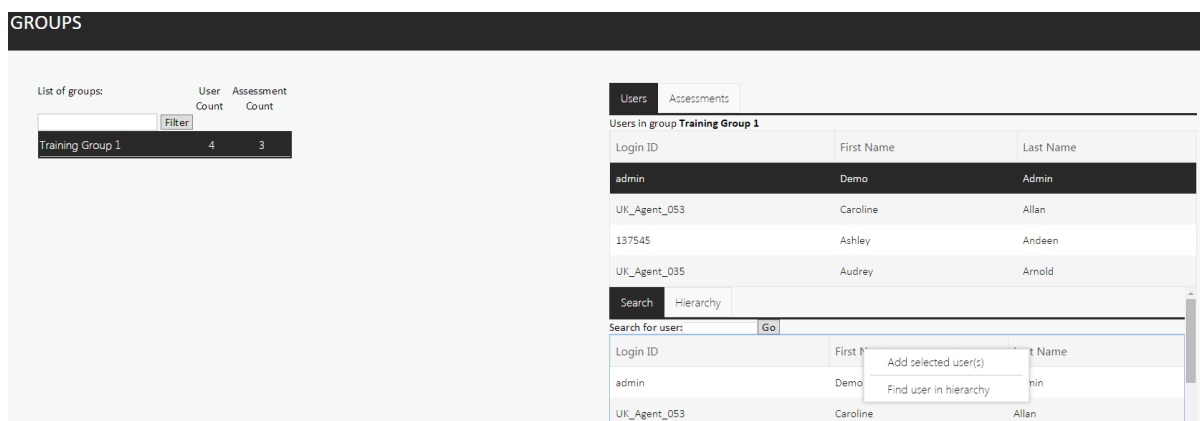 GROUPS
List of groups: User Count Assessment Count
Filter
Training Group 1 4 3
Users Assessments
Users in group Training Group 1
Login ID First Name Last Name
admin Demo Admin
UK_Agent_053 Caroline Allan
137545 Ashley Andeen
UK_Agent_035 Audrey Arnold
Search Hierarchy
Search for user: Go
Login ID First
Add selected user(s)
Name
admin Demo
Find user in hierarchy
UK_Agent_053 Caroline Allan